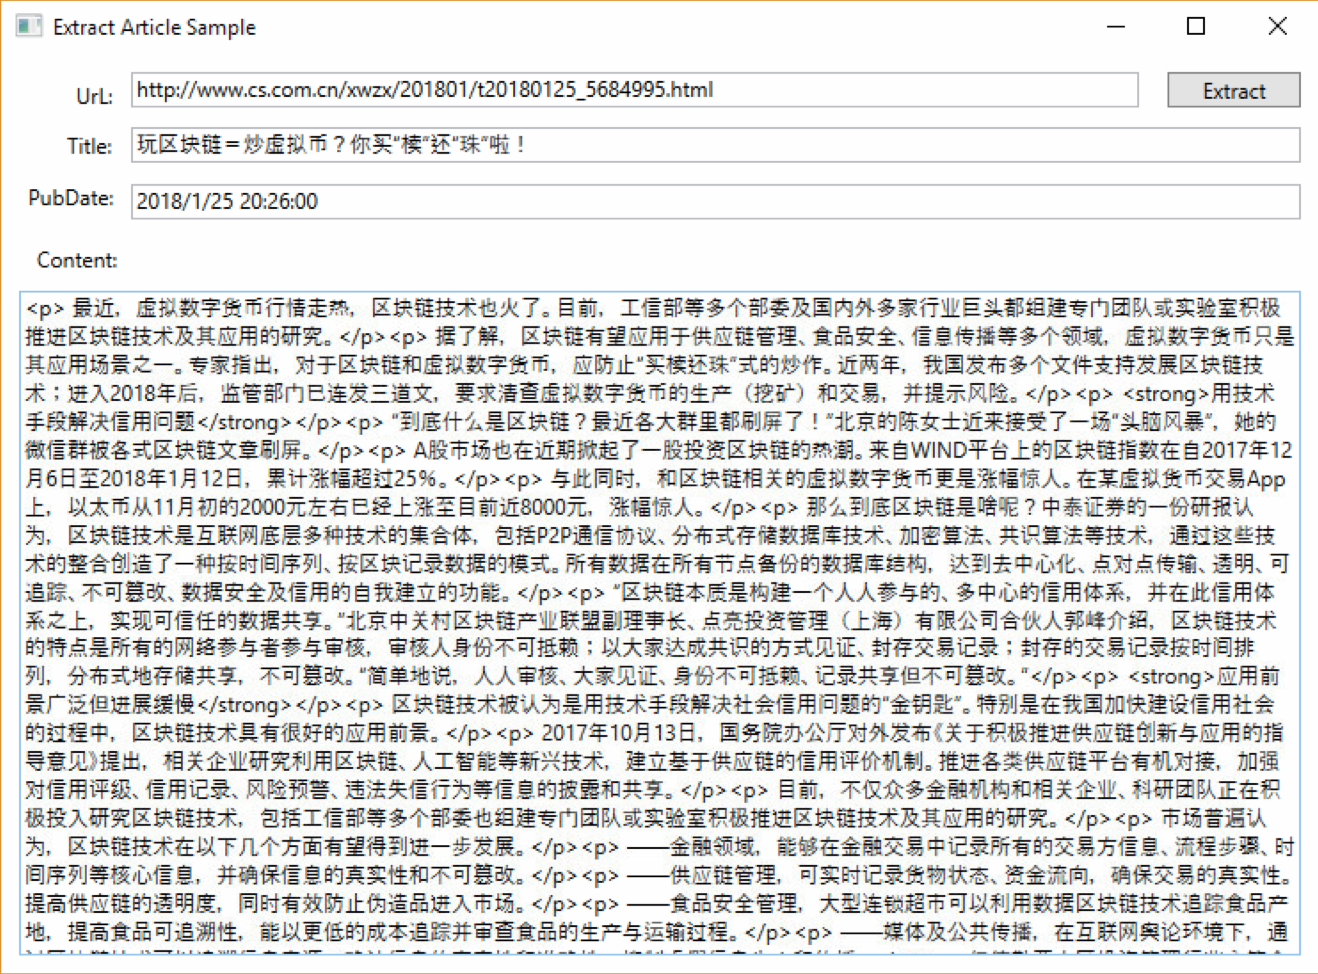 Extract Article Sample
UrL: http://www.cs.com.cn/xwzx/201801/t20180125_5684995.html Extract
Title: 玩区块链＝炒虚拟币？你买“椟”还“珠”啦！
PubDate: 2018/1/25 20:26:00
Content:
<p> 最近，虚拟数字货币行情走热，区块链技术也火了。目前，工信部等多个部委及国内外多家行业巨头都组建专门团队或实验室积极
推进区块链技术及其应用的研究。</p><p> 据了解，区块链有望应用于供应链管理、食品安全、信息传播等多个领域，虚拟数字货币只是
其应用场景之一。专家指出，对于区块链和虚拟数字货币，应防止“买椟还珠”式的炒作。近两年，我国发布多个文件支持发展区块链技
术；进入2018年后，监管部门已连发三道文，要求清查虚拟数字货币的生产（挖矿）和交易，并提示风险。</p><p> <strong>用技术
手段解决信用问题</strong></p><p> “到底什么是区块链？最近各大群里都刷屏了！”北京的陈女士近来接受了一场“头脑风暴”，她的
微信群被各式区块链文章刷屏。</p><p> A股市场也在近期掀起了一股投资区块链的热潮。来自WIND平台上的区块链指数在自2017年12
月6日至2018年1月12日，累计涨幅超过25%。</p><p> 与此同时，和区块链相关的虚拟数字货币更是涨幅惊人。在某虚拟货币交易App
上，以太币从11月初的2000元左右已经上涨至目前近8000元，涨幅惊人。</p><p> 那么到底区块链是啥呢？中泰证券的一份研报认
为，区块链技术是互联网底层多种技术的集合体，包括P2P通信协议、分布式存储数据库技术、加密算法、共识算法等技术，通过这些技
术的整合创造了一种按时间序列、按区块记录数据的模式。所有数据在所有节点备份的数据库结构，达到去中心化、点对点传输、透明、可
追踪、不可篡改、数据安全及信用的自我建立的功能。</p><p> “区块链本质是构建一个人人参与的、多中心的信用体系，并在此信用体
系之上，实现可信任的数据共享。”北京中关村区块链产业联盟副理事长、点亮投资管理（上海）有限公司合伙人郭峰介绍，区块链技术
的特点是所有的网络参与者参与审核，审核人身份不可抵赖；以大家达成共识的方式见证、封存交易记录；封存的交易记录按时间排
列，分布式地存储共享，不可篡改。“简单地说，人人审核、大家见证、身份不可抵赖、记录共享但不可篡改。”</p><p> <strong>应用前
景广泛但进展缓慢</strong></p><p> 区块链技术被认为是用技术手段解决社会信用问题的“金钥匙”。特别是在我国加快建设信用社会
的过程中，区块链技术具有很好的应用前景。</p><p> 2017年10月13日，国务院办公厅对外发布《关于积极推进供应链创新与应用的指
导意见》提出，相关企业研究利用区块链、人工智能等新兴技术，建立基于供应链的信用评价机制。推进各类供应链平台有机对接，加强
对信用评级、信用记录、风险预警、违法失信行为等信息的披露和共享。</p><p> 目前，不仅众多金融机构和相关企业、科研团队正在积
极投入研究区块链技术，包括工信部等多个部委也组建专门团队或实验室积极推进区块链技术及其应用的研究。</p><p> 市场普遍认
为，区块链技术在以下几个方面有望得到进一步发展。</p><p> ——金融领域，能够在金融交易中记录所有的交易方信息、流程步骤、时
间序列等核心信息，并确保信息的真实性和不可篡改。</p><p> ——供应链管理，可实时记录货物状态、资金流向，确保交易的真实性。
提高供应链的透明度，同时有效防止伪造品进入市场。</p><p> ——食品安全管理，大型连锁超市可以利用数据区块链技术追踪食品产
地，提高食品可追溯性，能以更低的成本追踪并审查食品的生产与运输过程。</p><p> ——媒体及公共传播，在互联网舆论环境下，通